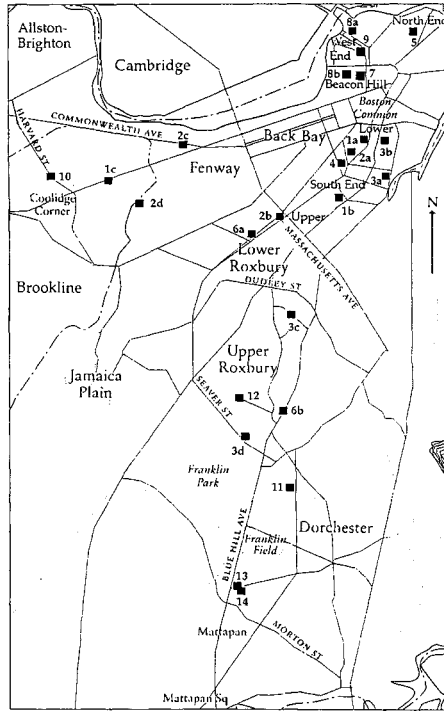 Allston-
Brighton
8a
North End
5
9
West
End
Cambridge
8b
7
Beacon Hill
Boston
Common
HARVARD ST
COMMONWEALTH AVE
2c
Back Bay
Lower
1a
2a
3b
Fenway
4
3a
10
1c
Coolidge
Corner
South End
1b
2d
2b
Upper
6a
N
Lower
Roxbury
MASSACHUSETTS AVE
Brookline
DUDLEY ST
3c
Upper
Roxbury
Jamaica
Plain
12
SEAVER ST
6b
3d
Franklin
Park
11
Dorchester
BLUE HILL AVE
Franklin
Field
13
14
Mattapan
MORTON ST
Mattapan Sq